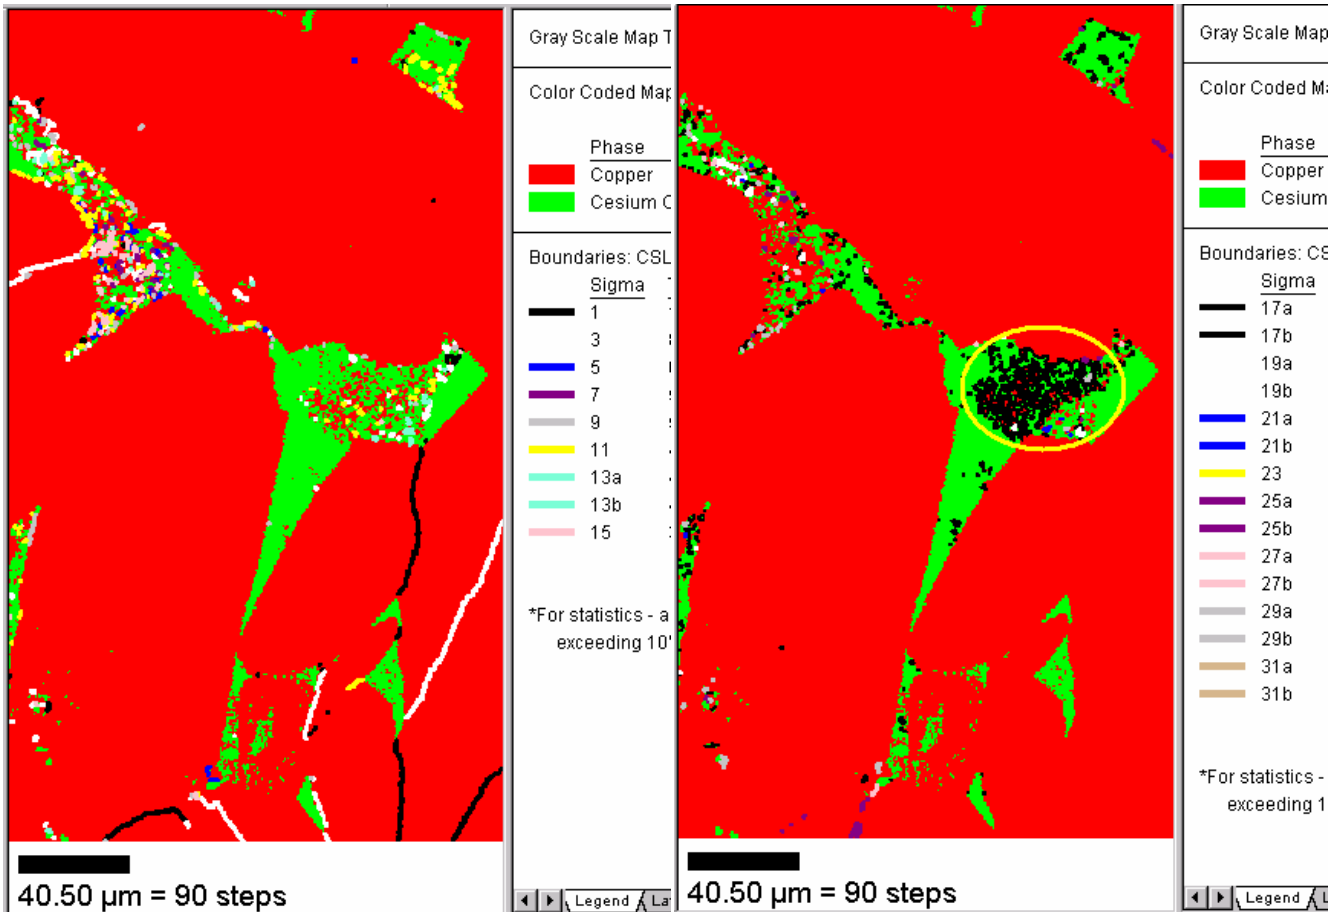 Gray Scale Map T
Color Coded Map
Phase
Copper
Cesium C
Boundaries: CSL
Sigma
1
3
5
7
9
11
13a
13b
15
*For statistics - a
exceeding 10°
40.50 µm = 90 steps
Legend
La
Gray Scale Map
Color Coded Ma
Phase
Copper
Cesium
Boundaries: CS
Sigma
17a
17b
19a
19b
21a
21b
23
25a
25b
27a
27b
29a
29b
31a
31b
*For statistics -
exceeding 1
40.50 µm = 90 steps
Legend
L